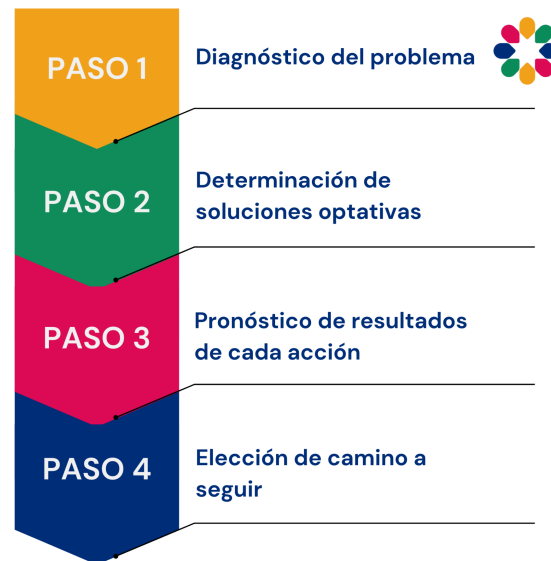 PASO 1
Diagnóstico del problema
PASO 2
Determinación de
soluciones optativas
PASO 3
Pronóstico de resultados
de cada acción
PASO 4
Elección de camino a
seguir